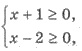 x + 1 ≥ 0,
x − 2 ≥ 0,